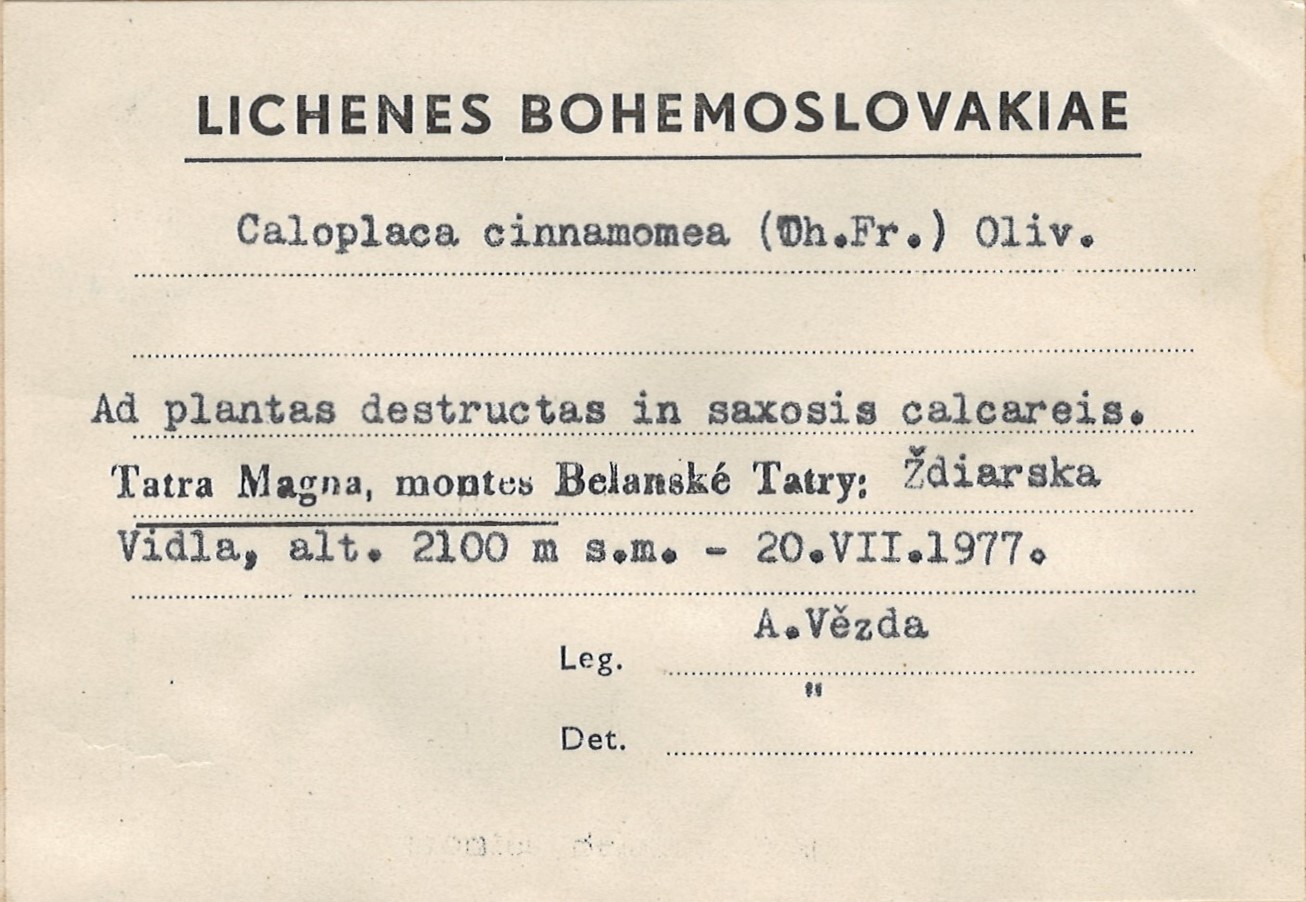 LICHENES BOHEMOSLOVAKIAE
Caloplaca cinnamomea (Th.Fr.) Oliv.
Ad plantas destructas in saxosis calcareis.
Tatra Magna, montes Belanské Tatry: Ždiarska
Vidla, alt. 2100 m s.m. - 20.VII.1977.
A.Vězda
Leg.
"
Det.